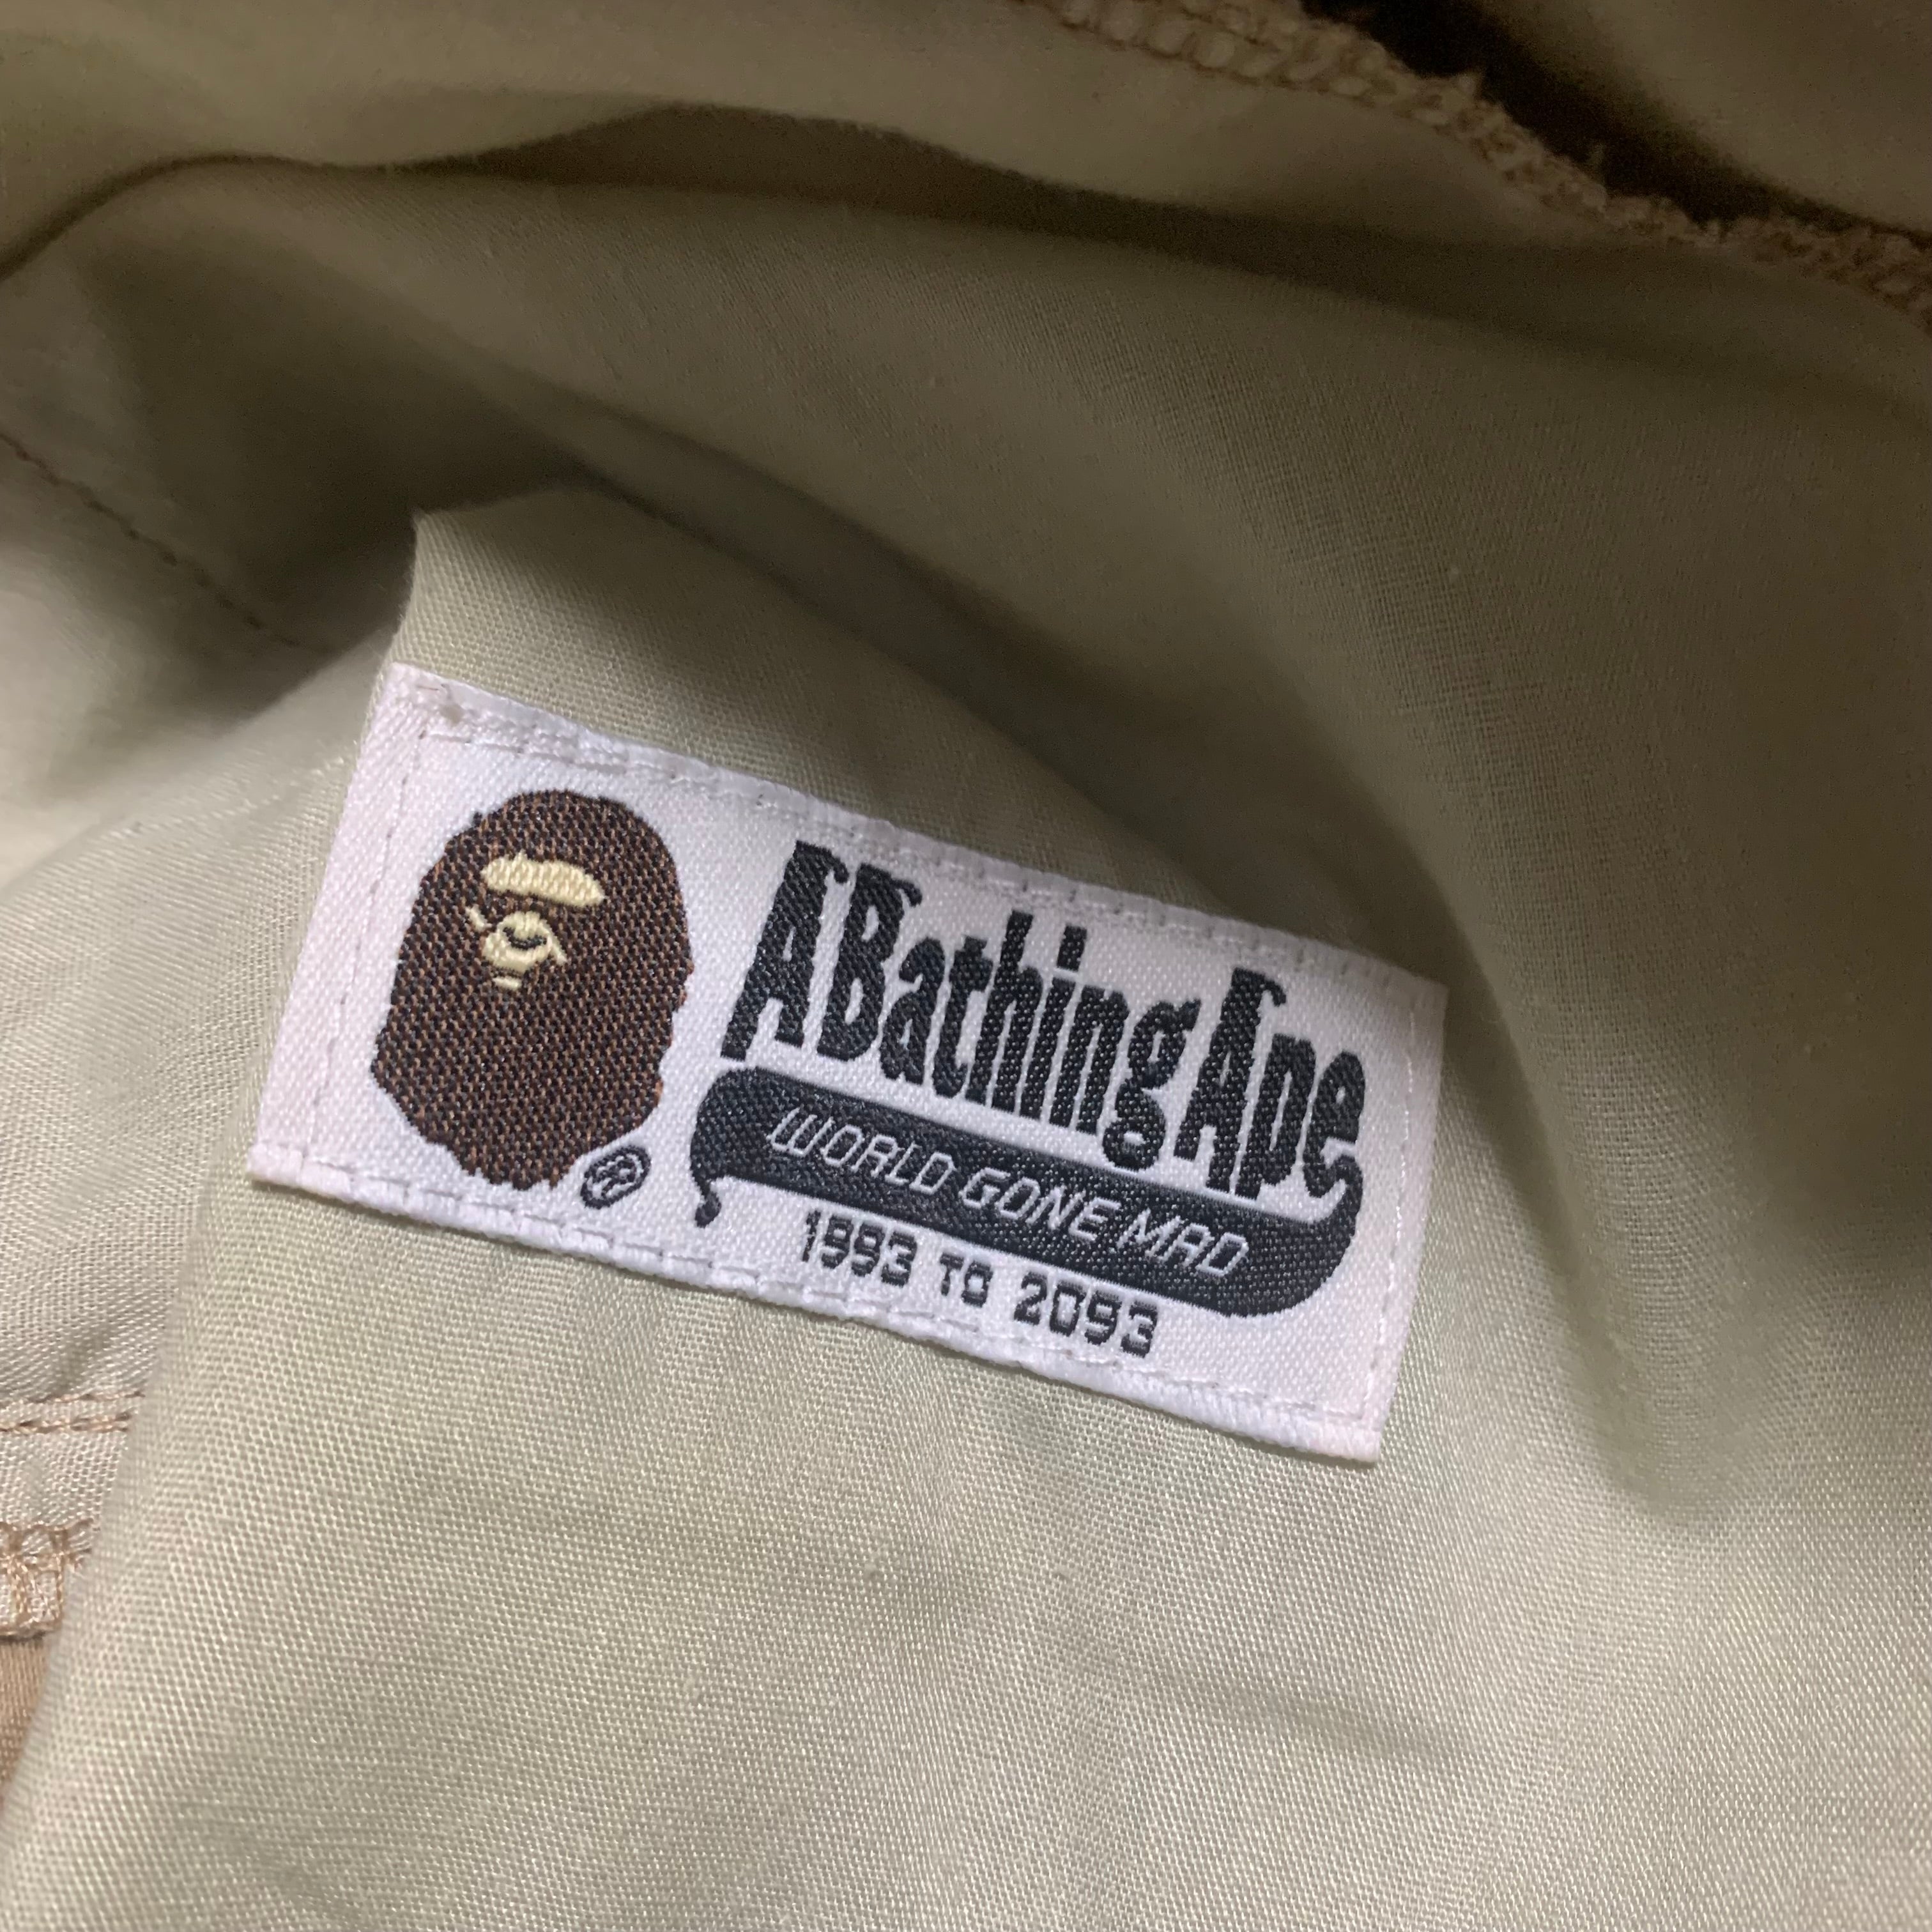 A Bathing Ape
®
WORLD GONE MAD
1993 TO 2093